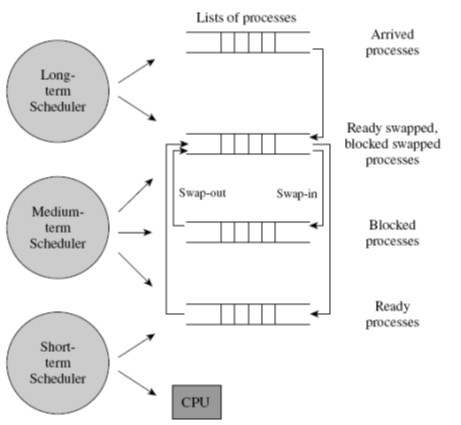 Lists of processes
Arrived
processes
Long-
term
Scheduler
Ready swapped,
blocked swapped
processes
Swap-out
Swap-in
Medium-
term
Scheduler
Blocked
processes
Ready
processes
Short-
term
Scheduler
CPU